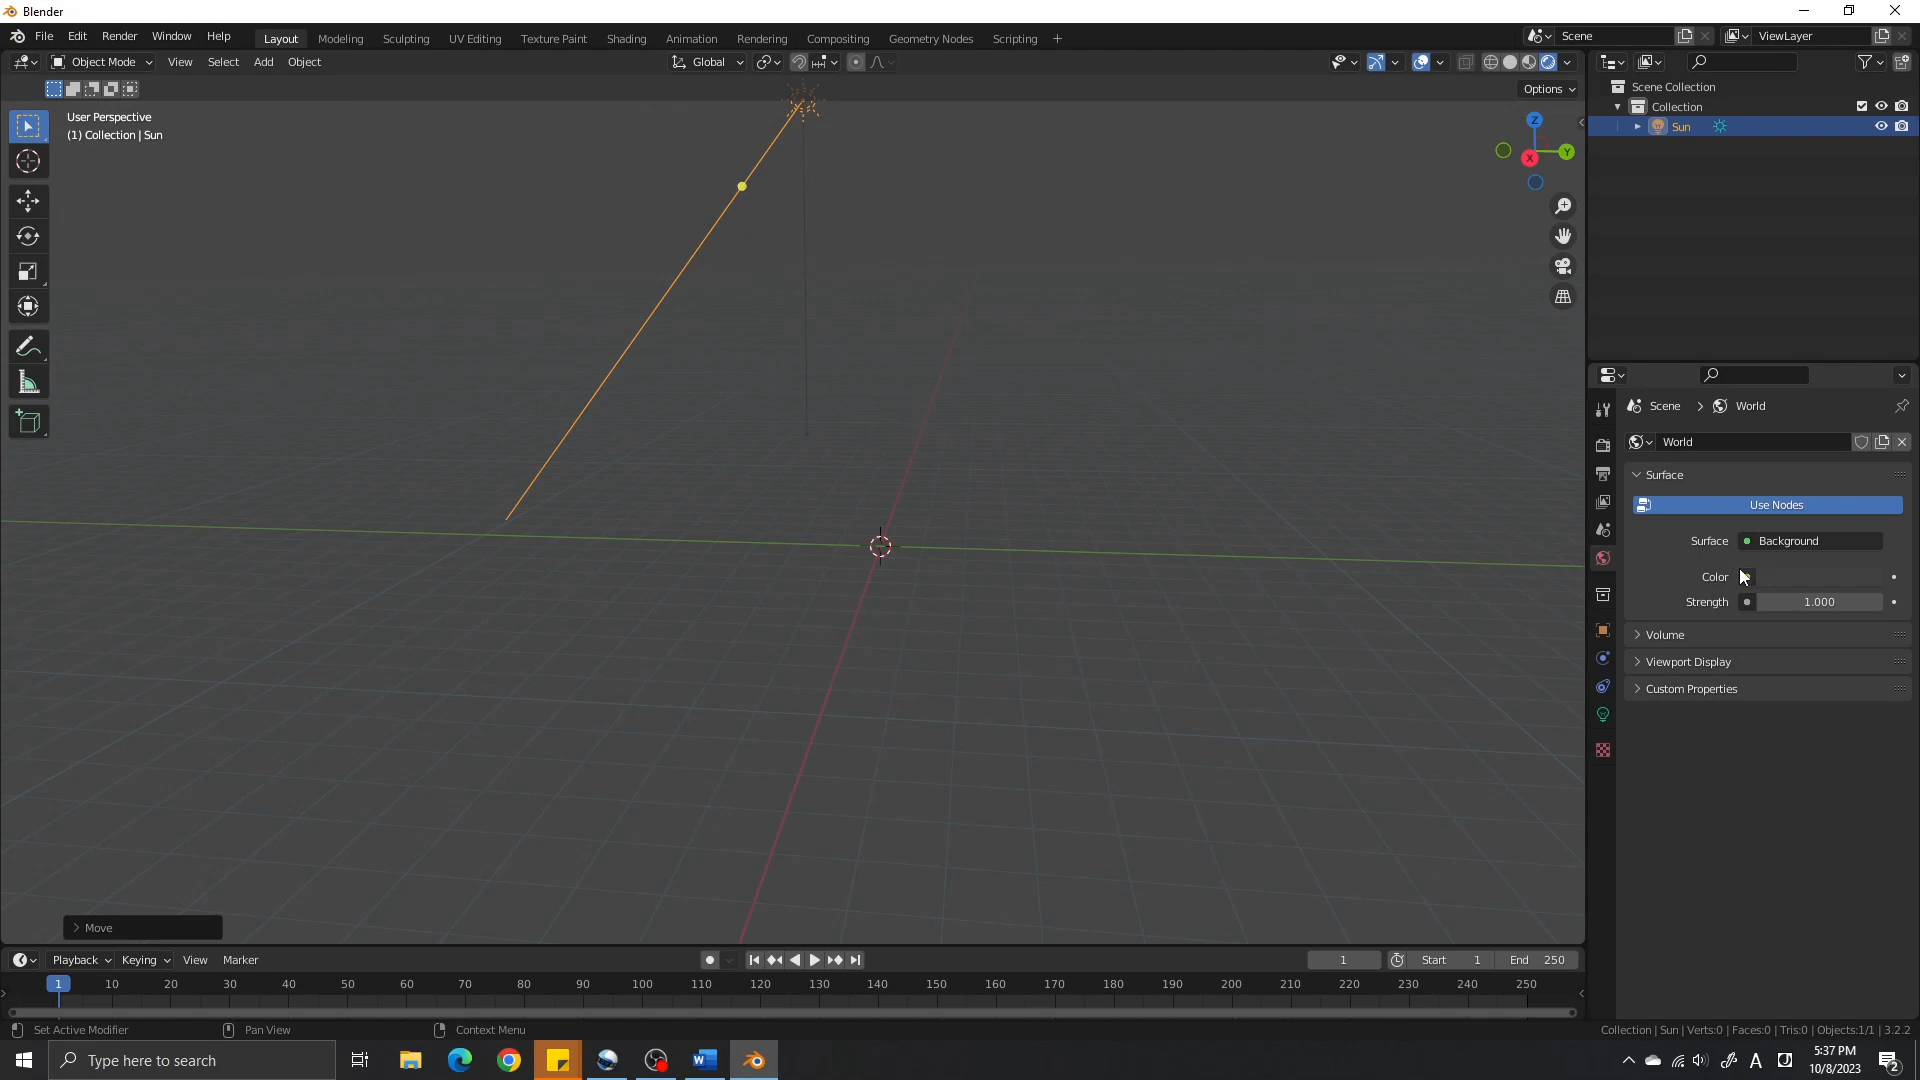 Blender
File Edit Render Window Help
Layout Modeling Sculpting UV Editing Texture Paint Shading Animation Rendering Compositing Geometry Nodes Scripting +
Scene ViewLayer
Object Mode View Select Add Object
Global
Options
User Perspective
(1) Collection | Sun
Z
Y
X
Scene Collection
Collection
Sun
Scene > World
World
Surface
Use Nodes
Surface Background
Color
Strength 1.000
Volume
Viewport Display
Custom Properties
> Move
Playback Keying View Marker
1 Start 1 End 250
1 10 20 30 40 50 60 70 80 90 100 110 120 130 140 150 160 170 180 190 200 210 220 230 240 250
Set Active Modifier Pan View Context Menu
Collection | Sun | Verts:0 | Faces:0 | Tris:0 | Objects:1/1 | 3.2.2
Type here to search
A
5:37 PM
10/8/2023
2